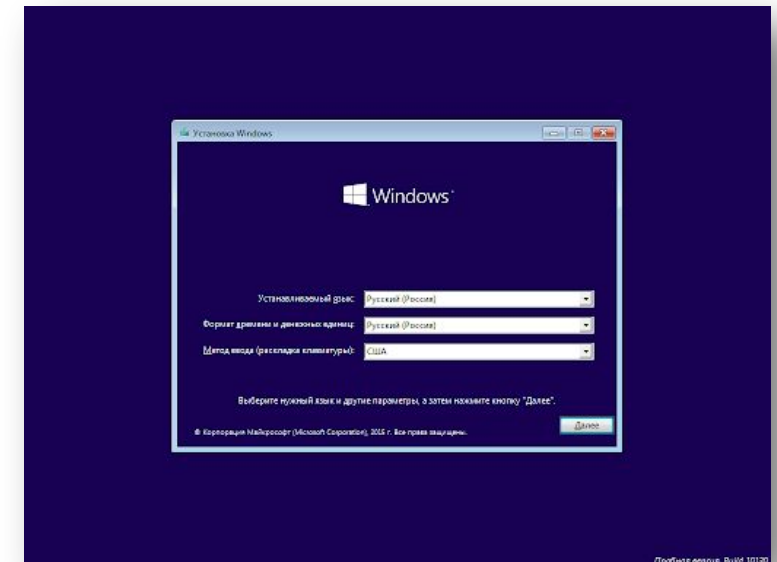 Установка Windows
Windows
Устанавливаемый язык: Русский (Россия)
Формат времени и денежных единиц: Русский (Россия)
Метод ввода (раскладка клавиатуры): США
Выберите нужный язык и другие параметры, а затем нажмите кнопку "Далее".
© Корпорация Майкрософт (Microsoft Corporation), 2015 г. Все права защищены.
Далее
Пробная версия. Build 10130